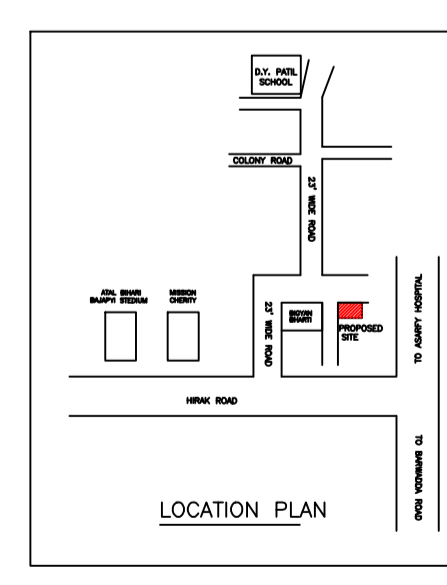 D.Y. PATIL
SCHOOL
COLONY ROAD
23' WIDE ROAD
ATAL BIHARI
BAJAPYI STEDIUM
MISSION
CHERITY
23' WIDE ROAD
BIGYAN
BHARTI
PROPOSED
SITE
TO ASARFY HOSPITAL
HIRAK ROAD
TO BARWADDA ROAD
LOCATION PLAN